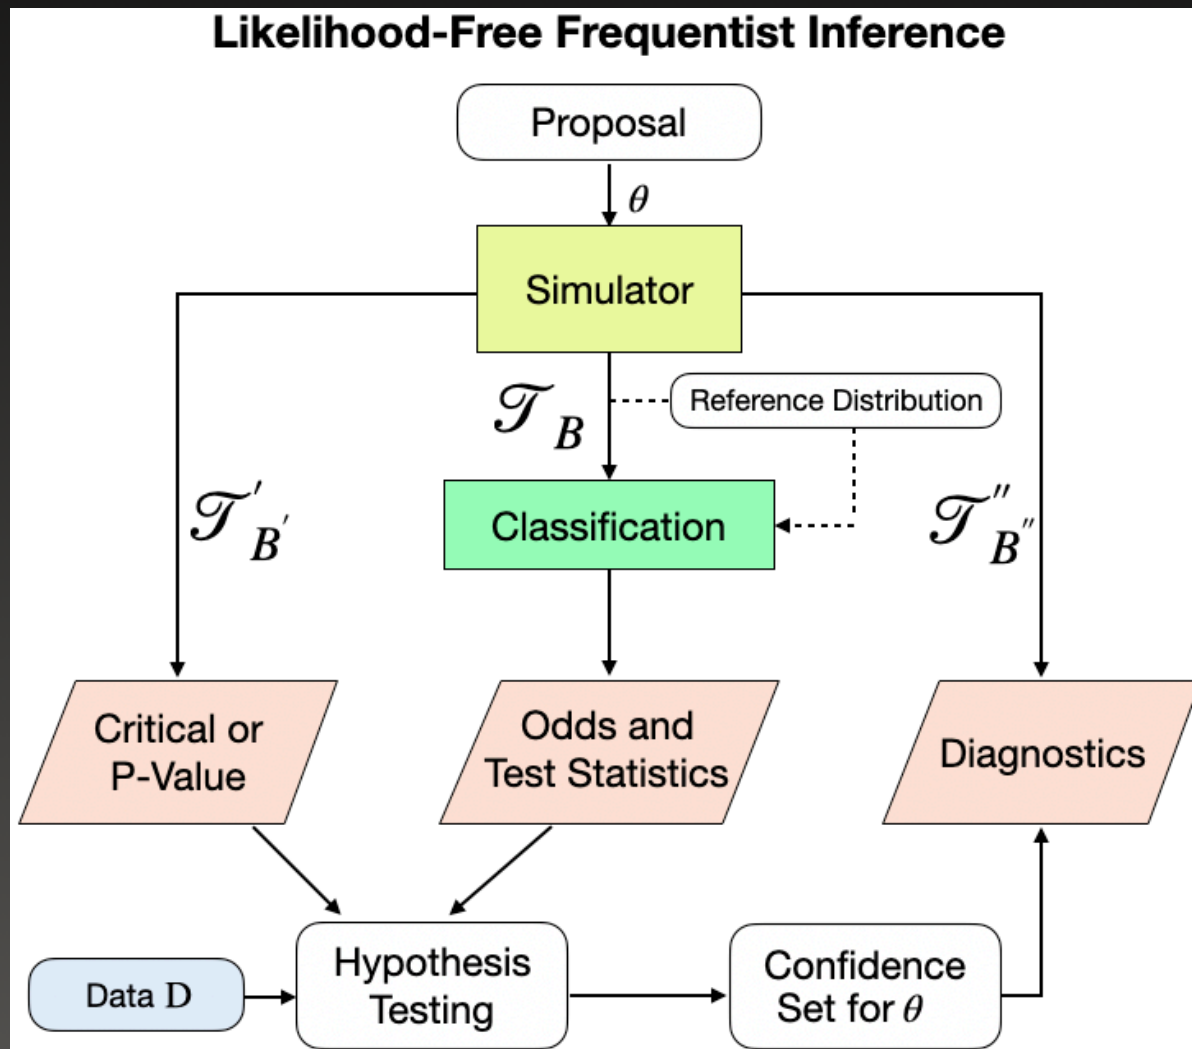 Likelihood-Free Frequentist Inference
Proposal
θ
Simulator
𝒯 B
Reference Distribution
𝒯′ B′
Classification
𝒯″ B″
Critical or
P-Value
Odds and
Test Statistics
Diagnostics
Data D
Hypothesis
Testing
Confidence
Set for θ